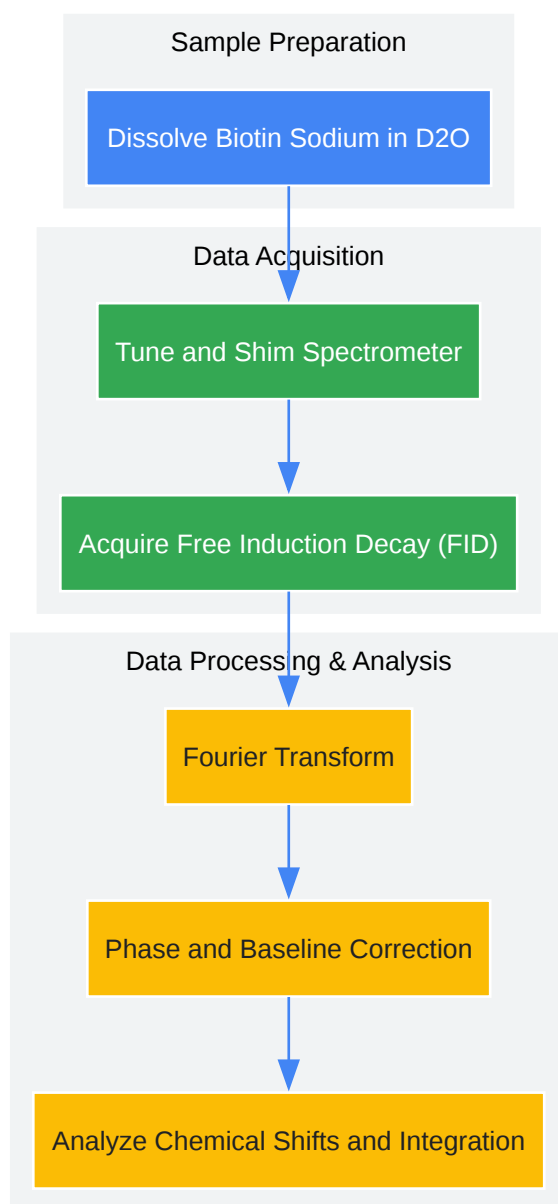 Sample Preparation
Dissolve Biotin Sodium in D2O
Data Acquisition
Tune and Shim Spectrometer
Acquire Free Induction Decay (FID)
Data Processing & Analysis
Fourier Transform
Phase and Baseline Correction
Analyze Chemical Shifts and Integration